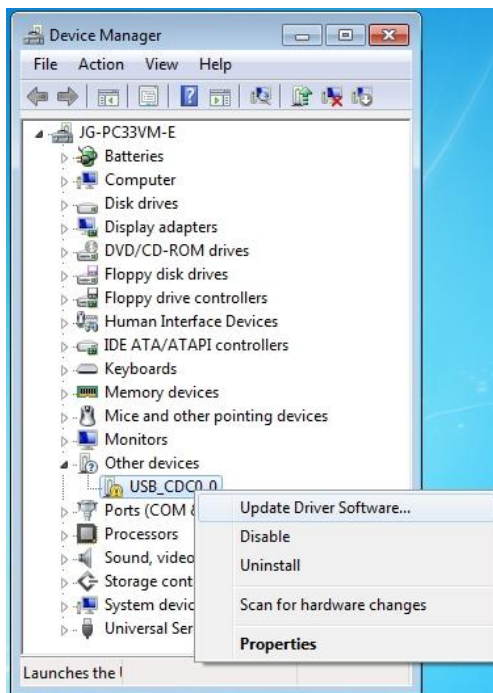 Device Manager
File Action View Help
JG-PC33VM-E
Batteries
Computer
Disk drives
Display adapters
DVD/CD-ROM drives
Floppy disk drives
Floppy drive controllers
Human Interface Devices
IDE ATA/ATAPI controllers
Keyboards
Memory devices
Mice and other pointing devices
Monitors
Other devices
USB_CDC0_0
Ports (COM &
Processors
Sound, video
Storage cont
System devic
Universal Ser
Update Driver Software...
Disable
Uninstall
Scan for hardware changes
Properties
Launches the